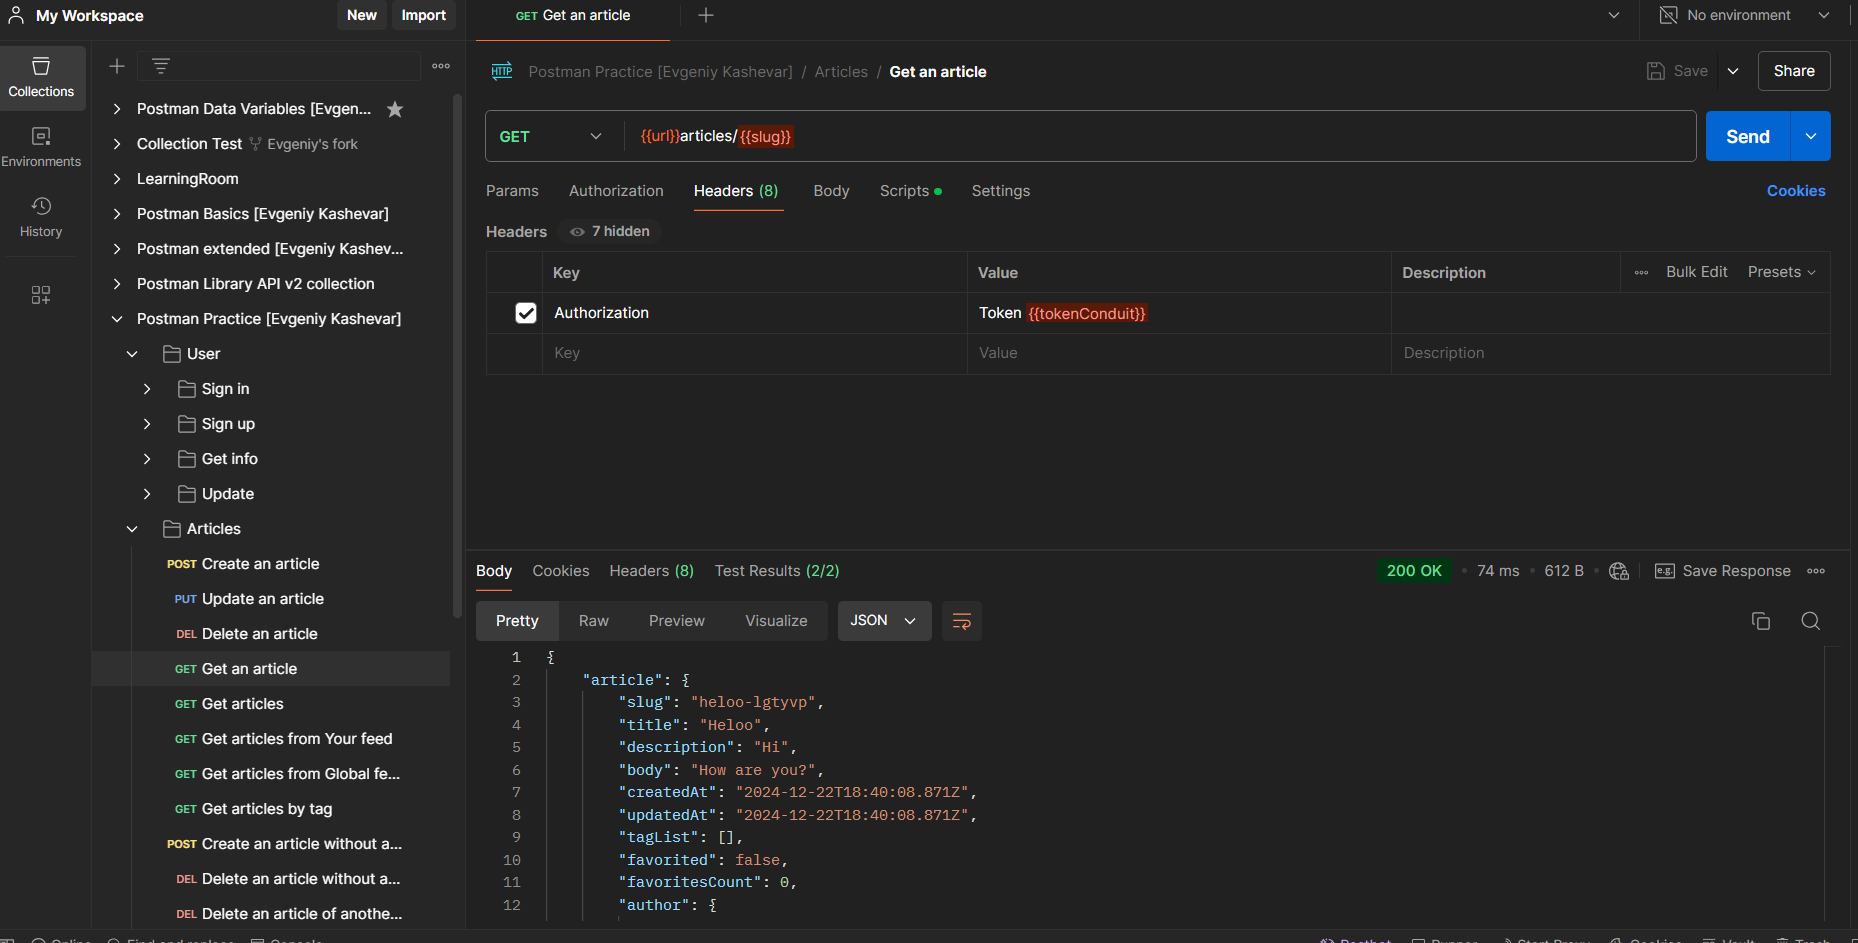 My Workspace
New
Import
GET Get an article
No environment
Collections
Environments
History
Postman Data Variables [Evgen...
Collection Test Evgeniy's fork
LearningRoom
Postman Basics [Evgeniy Kashevar]
Postman extended [Evgeniy Kashev...
Postman Library API v2 collection
Postman Practice [Evgeniy Kashevar]
User
Sign in
Sign up
Get info
Update
Articles
POST Create an article
PUT Update an article
DEL Delete an article
GET Get an article
GET Get articles
GET Get articles from Your feed
GET Get articles from Global fe...
GET Get articles by tag
POST Create an article without a...
DEL Delete an article without a...
DEL Delete an article of anothe...
HTTP Postman Practice [Evgeniy Kashevar] / Articles / Get an article
Save
Share
GET {{url}}articles/{{slug}}
Send
Params Authorization Headers (8) Body Scripts Settings
Cookies
Headers 7 hidden
Key Value Description Bulk Edit Presets
Authorization Token {{tokenConduit}}
Key Value Description
Body Cookies Headers (8) Test Results (2/2)
200 OK 74 ms 612 B e.g. Save Response
Pretty Raw Preview Visualize JSON
1 {
2 "article": {
3 "slug": "heloo-lgtyvp",
4 "title": "Heloo",
5 "description": "Hi",
6 "body": "How are you?",
7 "createdAt": "2024-12-22T18:40:08.871Z",
8 "updatedAt": "2024-12-22T18:40:08.871Z",
9 "tagList": [],
10 "favorited": false,
11 "favoritesCount": 0,
12 "author": {
Online Find and replace Console
Postbot Runner Start Proxy Cookies Vault Trash